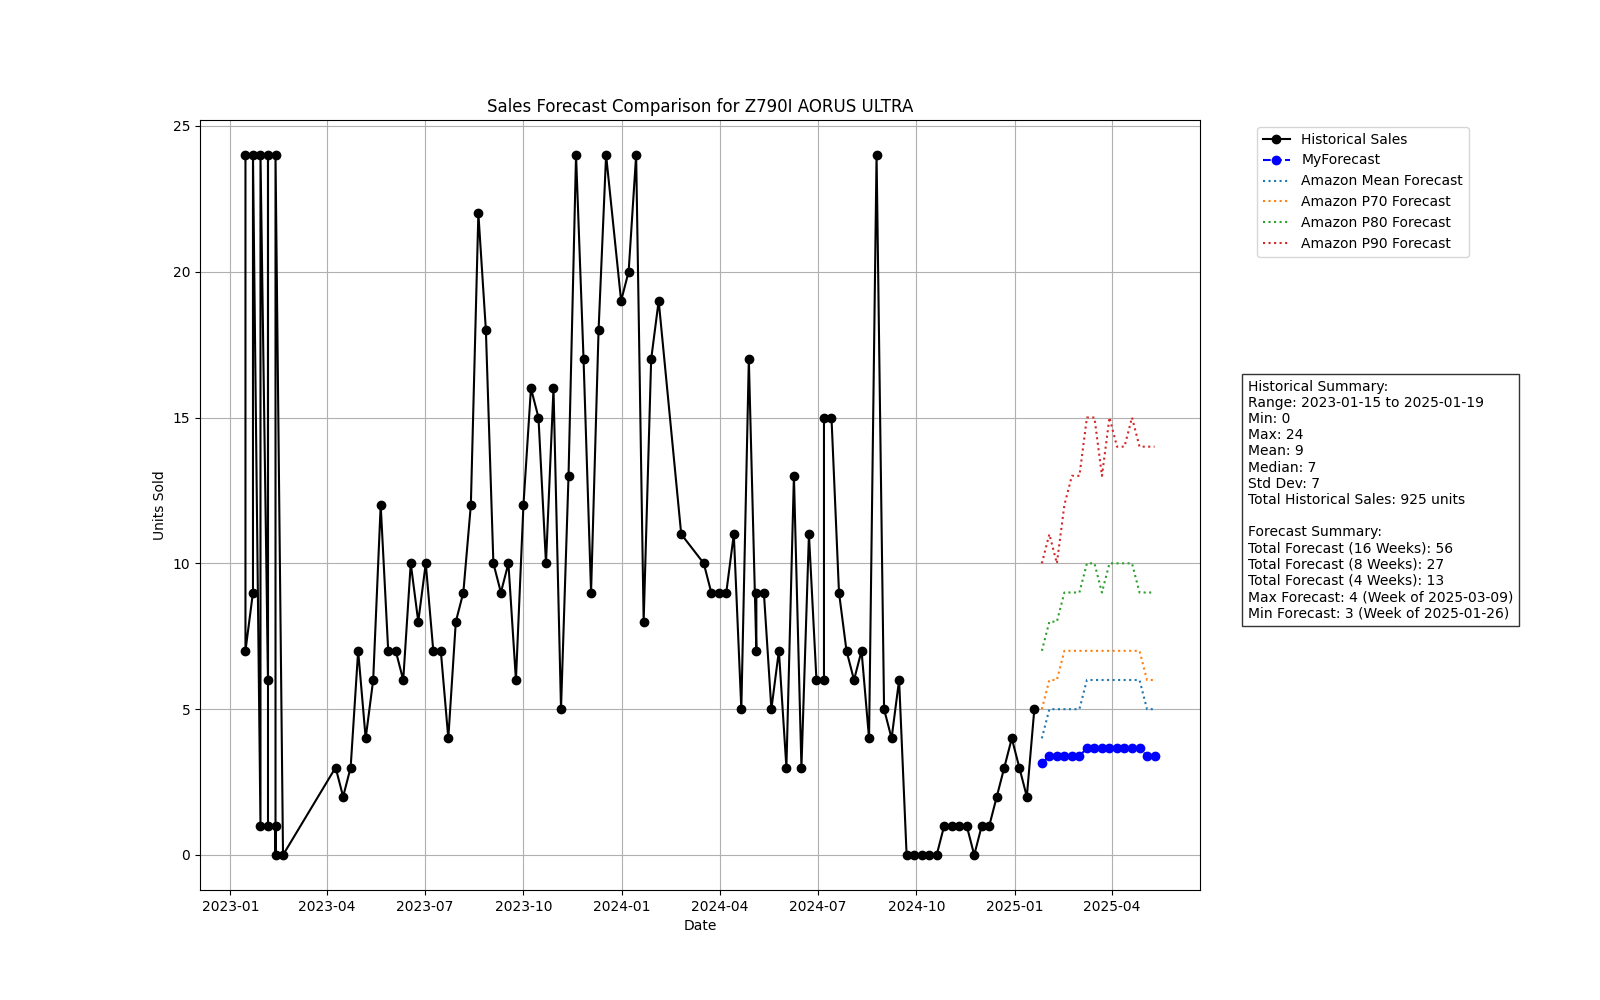 Sales Forecast Comparison for Z790I AORUS ULTRA
25
20
15
10
5
0
Units Sold
2023-01
2023-04
2023-07
2023-10
2024-01
2024-04
2024-07
2024-10
2025-01
2025-04
Date
Historical Sales
MyForecast
Amazon Mean Forecast
Amazon P70 Forecast
Amazon P80 Forecast
Amazon P90 Forecast
Historical Summary:
Range: 2023-01-15 to 2025-01-19
Min: 0
Max: 24
Mean: 9
Median: 7
Std Dev: 7
Total Historical Sales: 925 units
Forecast Summary:
Total Forecast (16 Weeks): 56
Total Forecast (8 Weeks): 27
Total Forecast (4 Weeks): 13
Max Forecast: 4 (Week of 2025-03-09)
Min Forecast: 3 (Week of 2025-01-26)